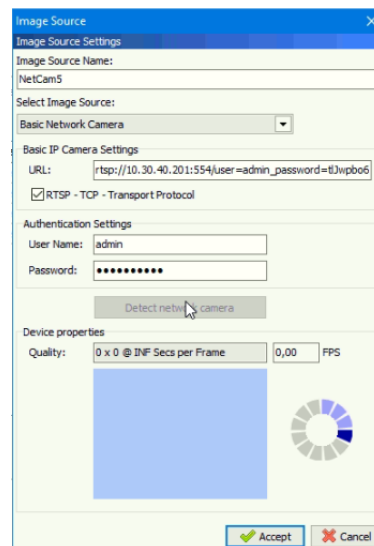 Image Source
Image Source Settings
Image Source Name:
NetCam5
Select Image Source:
Basic Network Camera
Basic IP Camera Settings
URL: rtsp://10.30.40.201:554/user=admin_password=tlJwpbo6
RTSP - TCP - Transport Protocol
Authentication Settings
User Name: admin
Password: ●●●●●●●●●●
Detect network camera
Device properties
Quality: 0 x 0 @ INF Secs per Frame 0,00 FPS
Accept Cancel